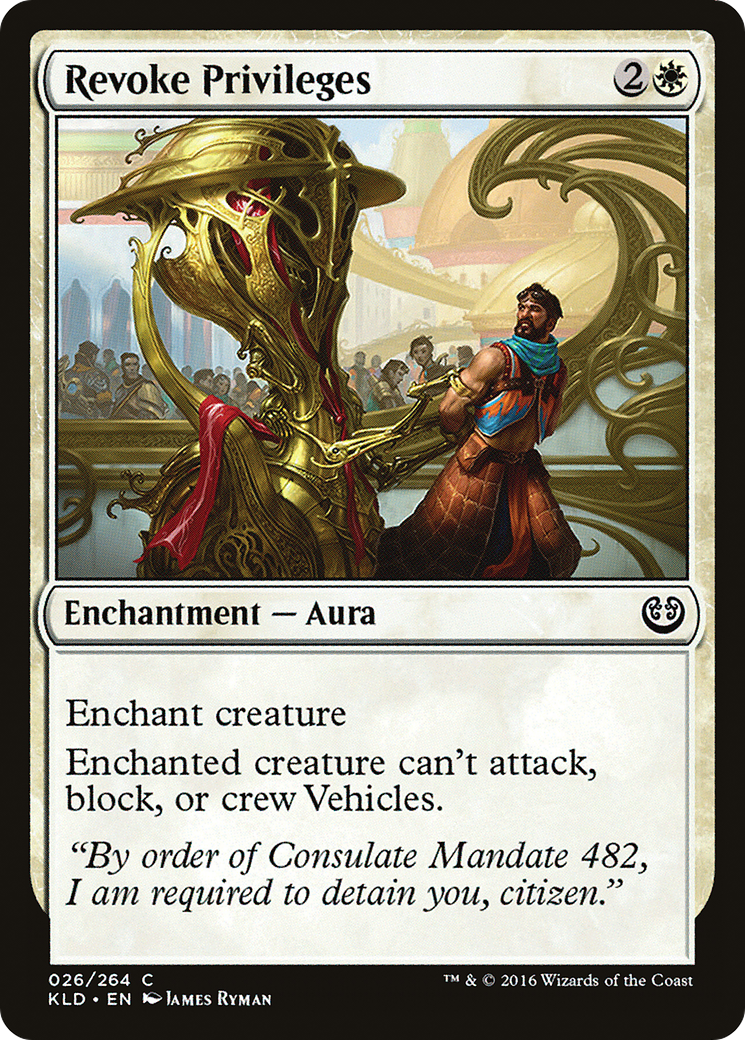 Revoke Privileges 2
Enchantment — Aura
Enchant creature
Enchanted creature can't attack,
block, or crew Vehicles.
"By order of Consulate Mandate 482,
I am required to detain you, citizen."
026/264 C
™ & © 2016 Wizards of the Coast
KLD • EN James Ryman